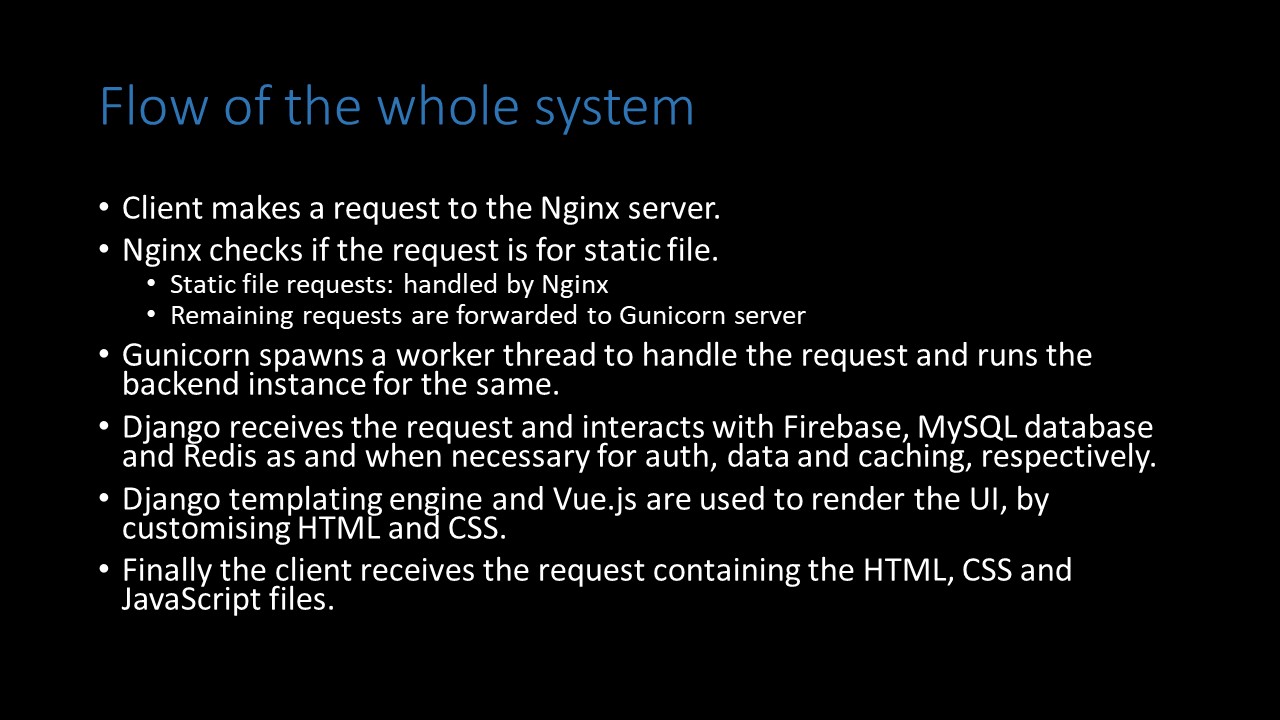 Flow of the whole system
• Client makes a request to the Nginx server.
• Nginx checks if the request is for static file.
• Static file requests: handled by Nginx
• Remaining requests are forwarded to Gunicorn server
• Gunicorn spawns a worker thread to handle the request and runs the
backend instance for the same.
• Django receives the request and interacts with Firebase, MySQL database
and Redis as and when necessary for auth, data and caching, respectively.
• Django templating engine and Vue.js are used to render the UI, by
customising HTML and CSS.
• Finally the client receives the request containing the HTML, CSS and
JavaScript files.